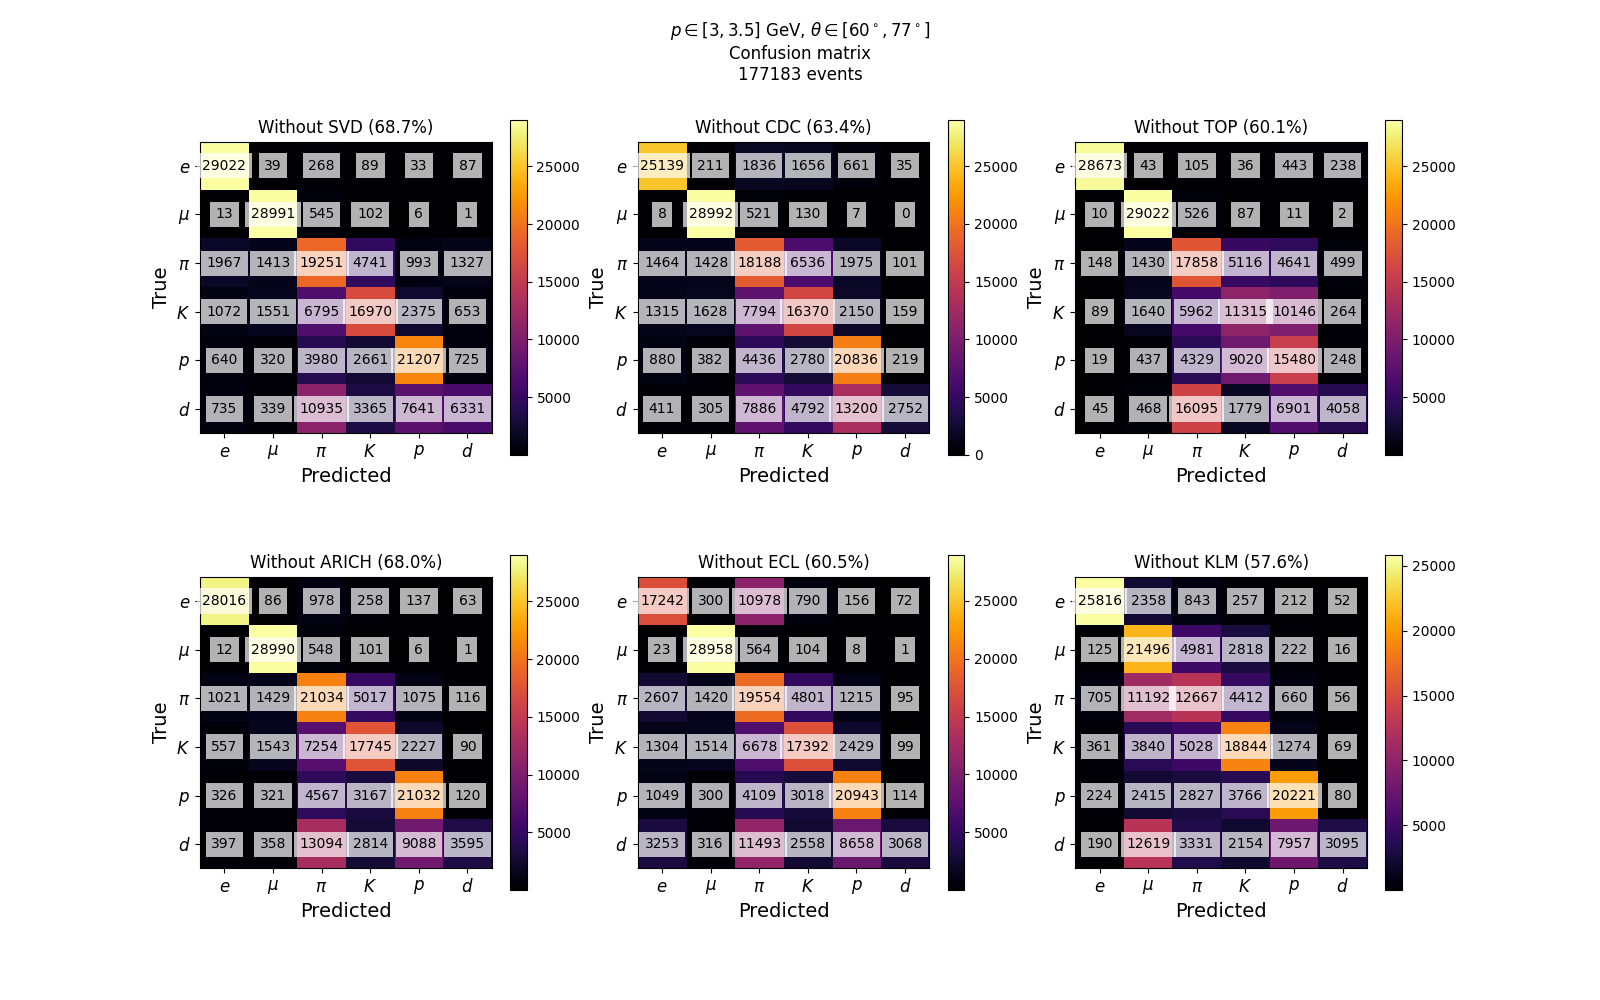 p ∈ [3, 3.5] GeV, θ ∈ [60°, 77°]
Confusion matrix
177183 events
Without SVD (68.7%)
True
e 29022 39 268 89 33 87
μ 13 28991 545 102 6 1
π 1967 1413 19251 4741 993 1327
K 1072 1551 6795 16970 2375 653
p 640 320 3980 2661 21207 725
d 735 339 10935 3365 7641 6331
e μ π K p d
Predicted
25000
20000
15000
10000
5000
Without CDC (63.4%)
True
e 25139 211 1836 1656 661 35
μ 8 28992 521 130 7 0
π 1464 1428 18188 6536 1975 101
K 1315 1628 7794 16370 2150 159
p 880 382 4436 2780 20836 219
d 411 305 7886 4792 13200 2752
e μ π K p d
Predicted
25000
20000
15000
10000
5000
0
Without TOP (60.1%)
True
e 28673 43 105 36 443 238
μ 10 29022 526 87 11 2
π 148 1430 17858 5116 4641 499
K 89 1640 5962 11315 10146 264
p 19 437 4329 9020 15480 248
d 45 468 16095 1779 6901 4058
e μ π K p d
Predicted
25000
20000
15000
10000
5000
Without ARICH (68.0%)
True
e 28016 86 978 258 137 63
μ 12 28990 548 101 6 1
π 1021 1429 21034 5017 1075 116
K 557 1543 7254 17745 2227 90
p 326 321 4567 3167 21032 120
d 397 358 13094 2814 9088 3595
e μ π K p d
Predicted
25000
20000
15000
10000
5000
Without ECL (60.5%)
True
e 17242 300 10978 790 156 72
μ 23 28958 564 104 8 1
π 2607 1420 19554 4801 1215 95
K 1304 1514 6678 17392 2429 99
p 1049 300 4109 3018 20943 114
d 3253 316 11493 2558 8658 3068
e μ π K p d
Predicted
25000
20000
15000
10000
5000
Without KLM (57.6%)
True
e 25816 2358 843 257 212 52
μ 125 21496 4981 2818 222 16
π 705 11192 12667 4412 660 56
K 361 3840 5028 18844 1274 69
p 224 2415 2827 3766 20221 80
d 190 12619 3331 2154 7957 3095
e μ π K p d
Predicted
25000
20000
15000
10000
5000